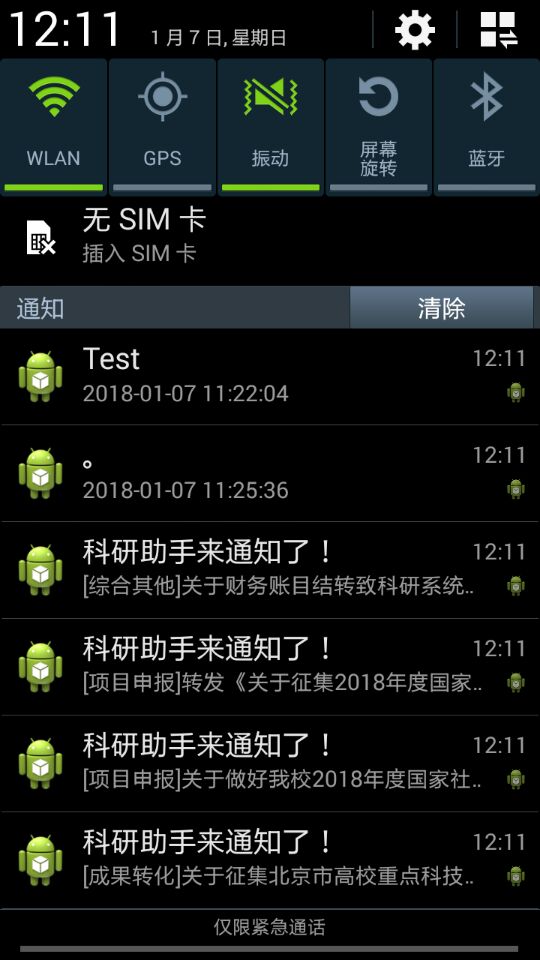 12:11 1月7日,星期日
WLAN GPS 振动 屏幕旋转 蓝牙
无 SIM 卡
插入 SIM 卡
通知 清除
Test 12:11
2018-01-07 11:22:04
。 12:11
2018-01-07 11:25:36
科研助手来通知了！ 12:11
[综合其他]关于财务账目结转致科研系统..
科研助手来通知了！ 12:11
[项目申报]转发《关于征集2018年度国家..
科研助手来通知了！ 12:11
[项目申报]关于做好我校2018年度国家社..
科研助手来通知了！ 12:11
[成果转化]关于征集北京市高校重点科技..
仅限紧急通话